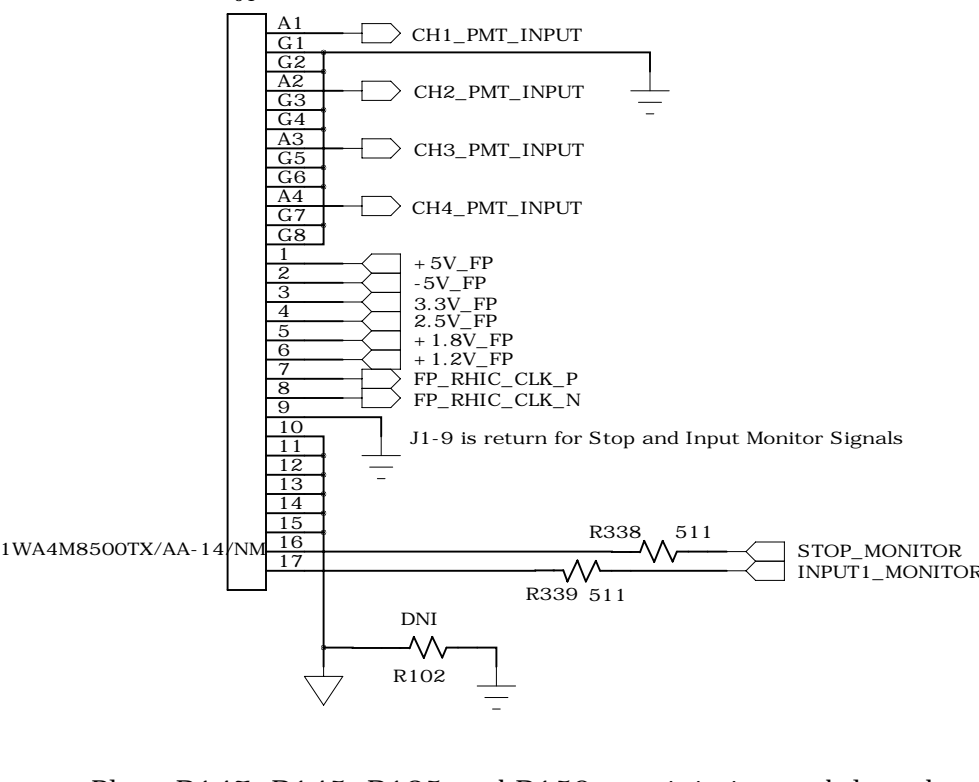 A1
CH1_PMT_INPUT
G1
G2
A2
CH2_PMT_INPUT
G3
G4
A3
CH3_PMT_INPUT
G5
G6
A4
CH4_PMT_INPUT
G7
G8
1
+5V_FP
2
-5V_FP
3
3.3V_FP
4
2.5V_FP
5
+1.8V_FP
6
+1.2V_FP
7
FP_RHIC_CLK_P
8
FP_RHIC_CLK_N
9
10
J1-9 is return for Stop and Input Monitor Signals
11
12
13
14
15
R338 511
1WA4M8500TX/AA-14/NM
16
STOP_MONITOR
17
INPUT1_MONITOR
R339 511
DNI
R102